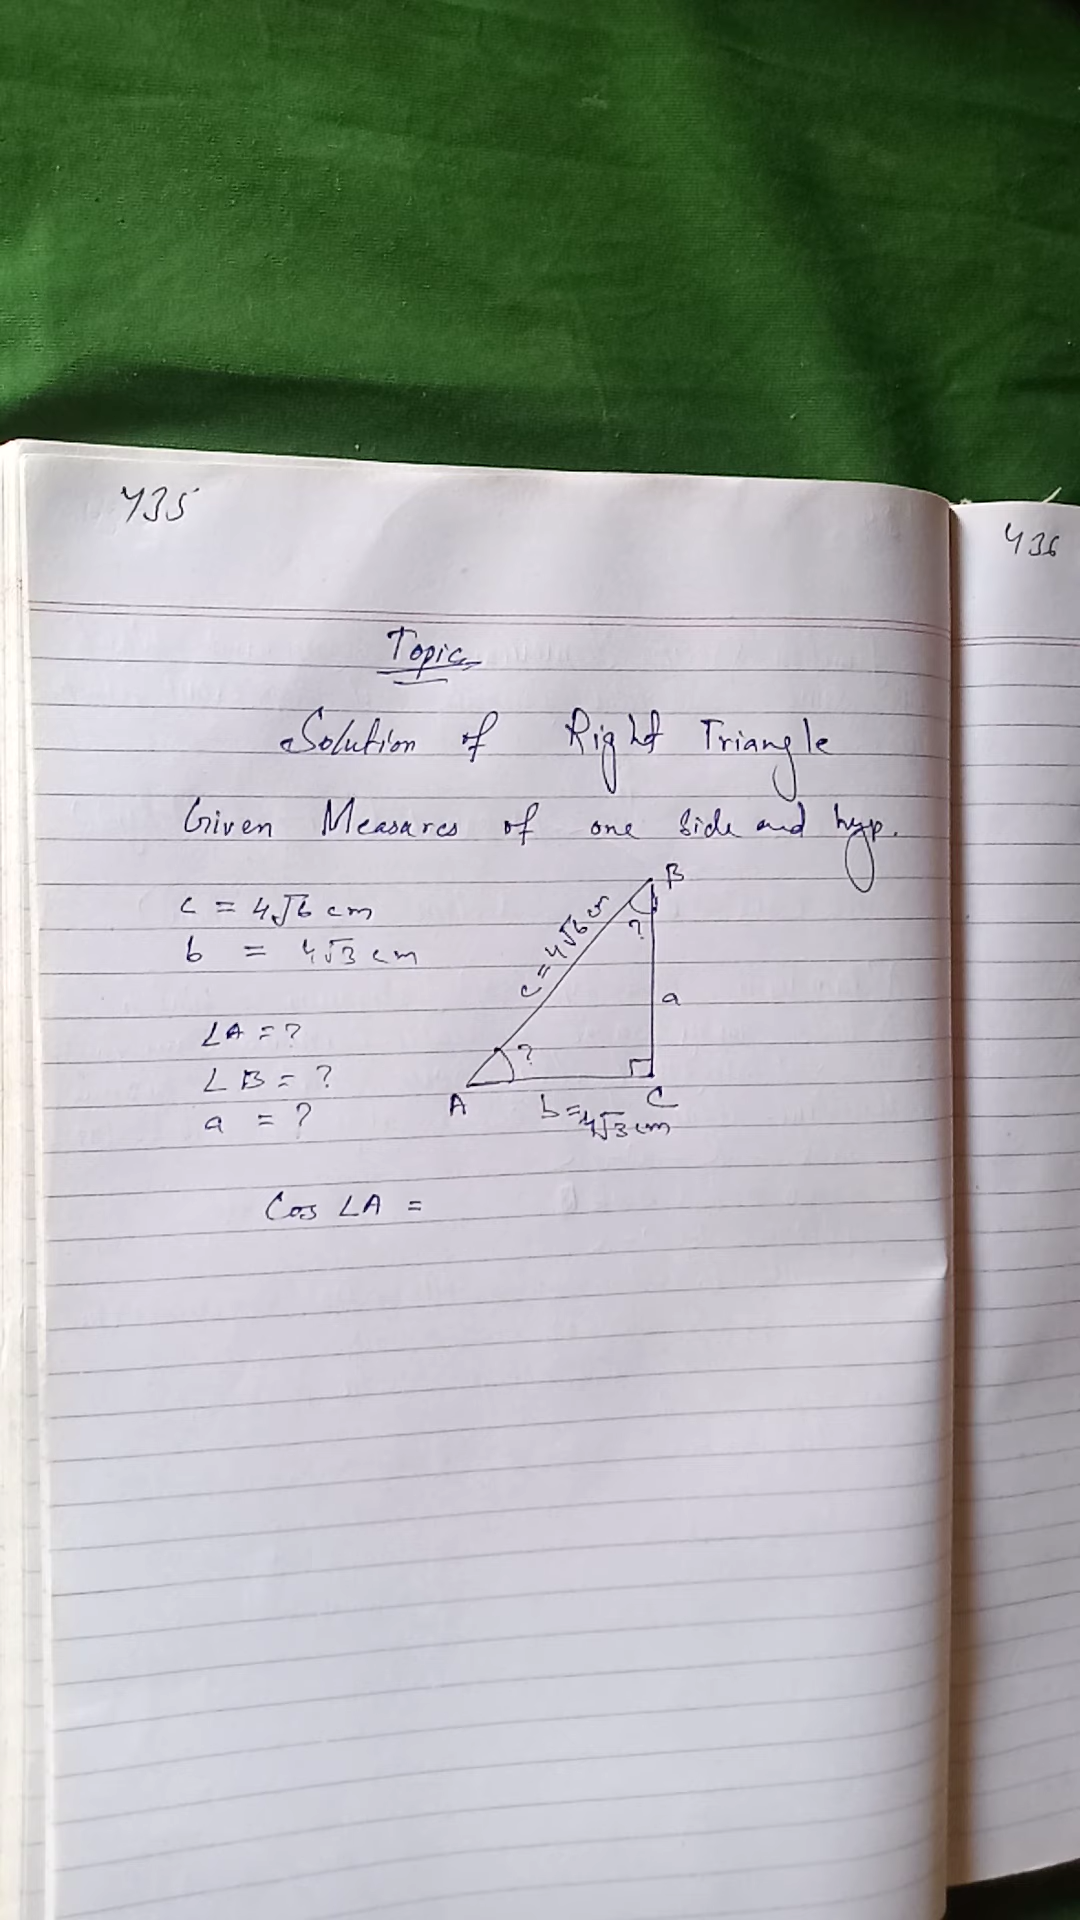 435
436
Topic
Solution of Right Triangle
Given Measures of one Side and hyp.
c = 4√6 cm
b = 4√3 cm
∠A = ?
∠B = ?
a = ?
B
c = 4√6 cm
?
a
?
A
C
b = 4√3 cm
Cos ∠A =